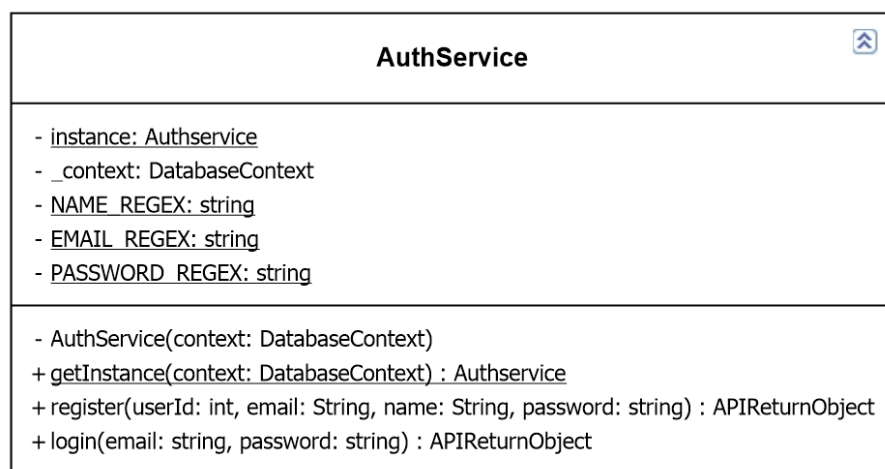 AuthService
- instance: Authservice
- _context: DatabaseContext
- NAME_REGEX: string
- EMAIL_REGEX: string
- PASSWORD_REGEX: string
- AuthService(context: DatabaseContext)
+ getInstance(context: DatabaseContext) : Authservice
+ register(userId: int, email: String, name: String, password: string) : APIReturnObject
+ login(email: string, password: string) : APIReturnObject